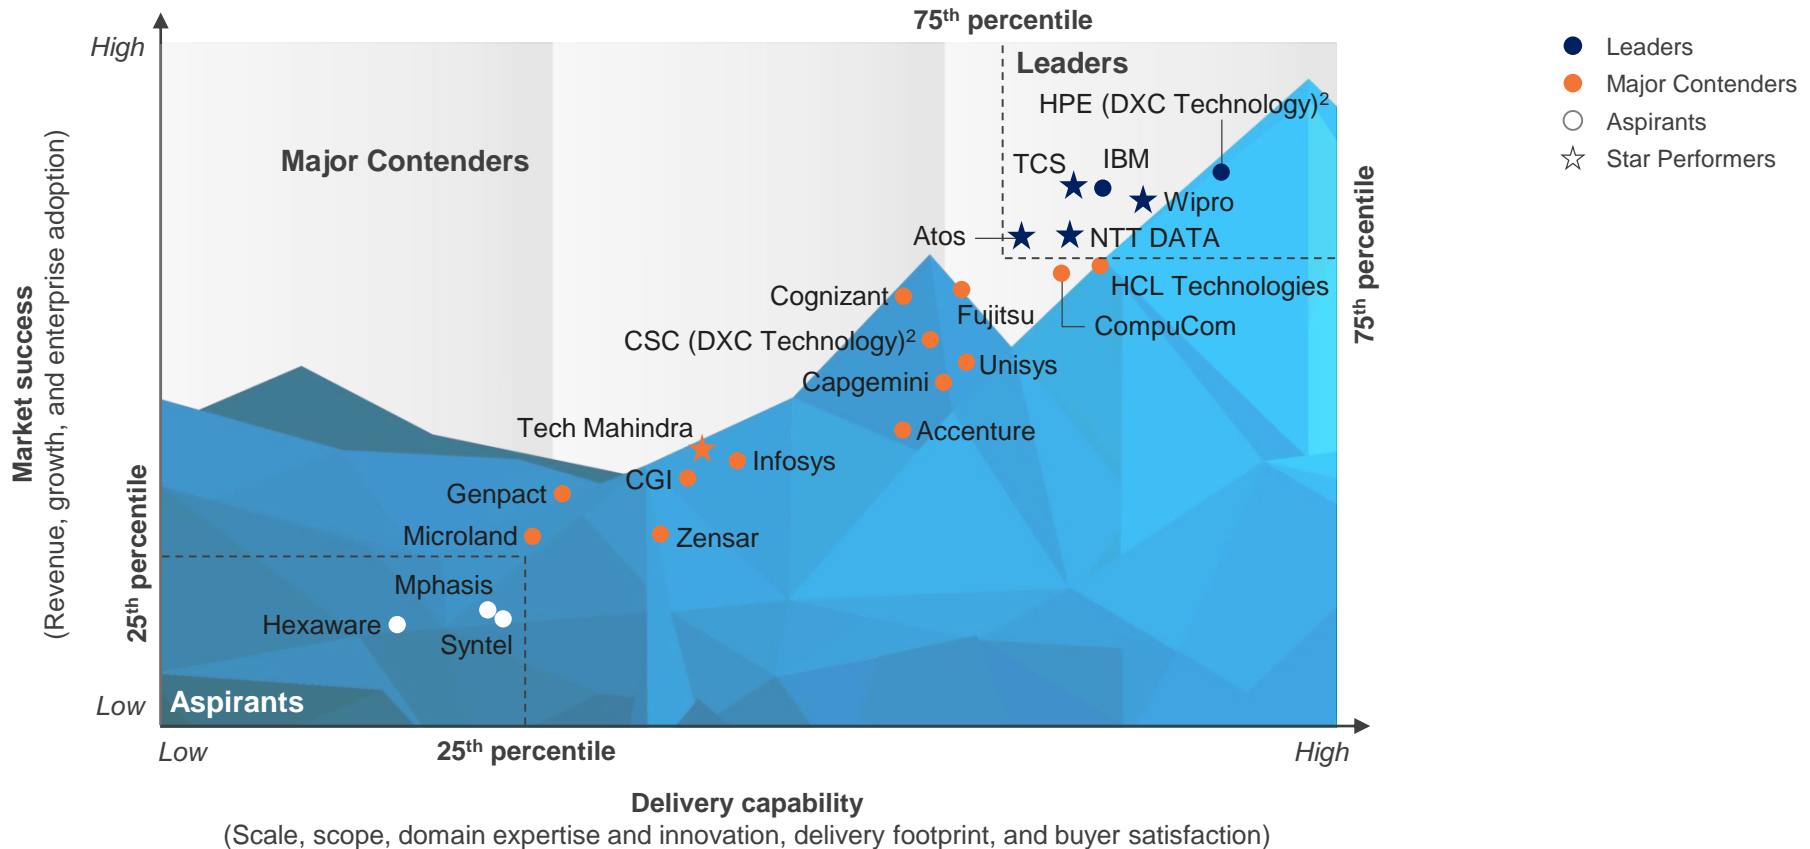 75th percentile
High
Leaders
Leaders
Major Contenders
HPE (DXC Technology)2
Aspirants
Star Performers
Major Contenders
TCS
IBM
Wipro
Atos
NTT DATA
HCL Technologies
Cognizant
Fujitsu
CompuCom
CSC (DXC Technology)2
Unisys
Capgemini
Tech Mahindra
Accenture
Infosys
CGI
Genpact
Microland
Zensar
Mphasis
Hexaware
Syntel
Aspirants
Market success
(Revenue, growth, and enterprise adoption)
25th percentile
75th percentile
Low
Low
25th percentile
High
Delivery capability
(Scale, scope, domain expertise and innovation, delivery footprint, and buyer satisfaction)